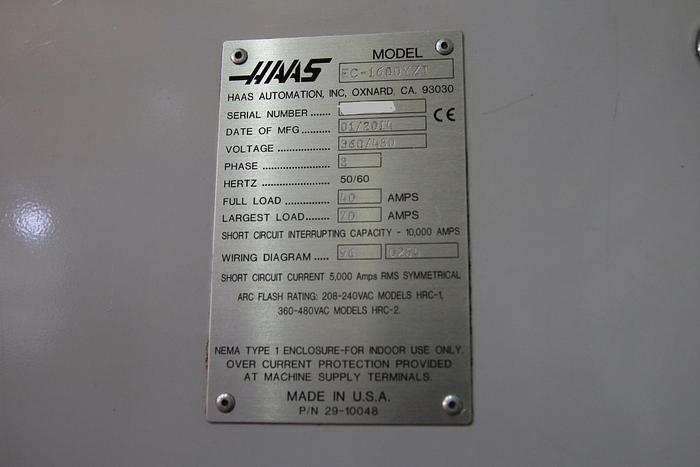 HAAS
MODEL
EC-1600YZT
HAAS AUTOMATION, INC, OXNARD, CA. 93030
SERIAL NUMBER .......
CE
DATE OF MFG ........... 01/2014
VOLTAGE .................. 360/480
PHASE ...................... 3
HERTZ ...................... 50/60
FULL LOAD ............... 40 AMPS
LARGEST LOAD........ 70 AMPS
SHORT CIRCUIT INTERRUPTING CAPACITY - 10,000 AMPS
WIRING DIAGRAM ..... 96
SHORT CIRCUIT CURRENT 5,000 Amps RMS SYMMETRICAL
ARC FLASH RATING: 208-240VAC MODELS HRC-1,
360-480VAC MODELS HRC-2.
NEMA TYPE 1 ENCLOSURE-FOR INDOOR USE ONLY.
OVER CURRENT PROTECTION PROVIDED
AT MACHINE SUPPLY TERMINALS.
MADE IN U.S.A.
P/N 29-10048